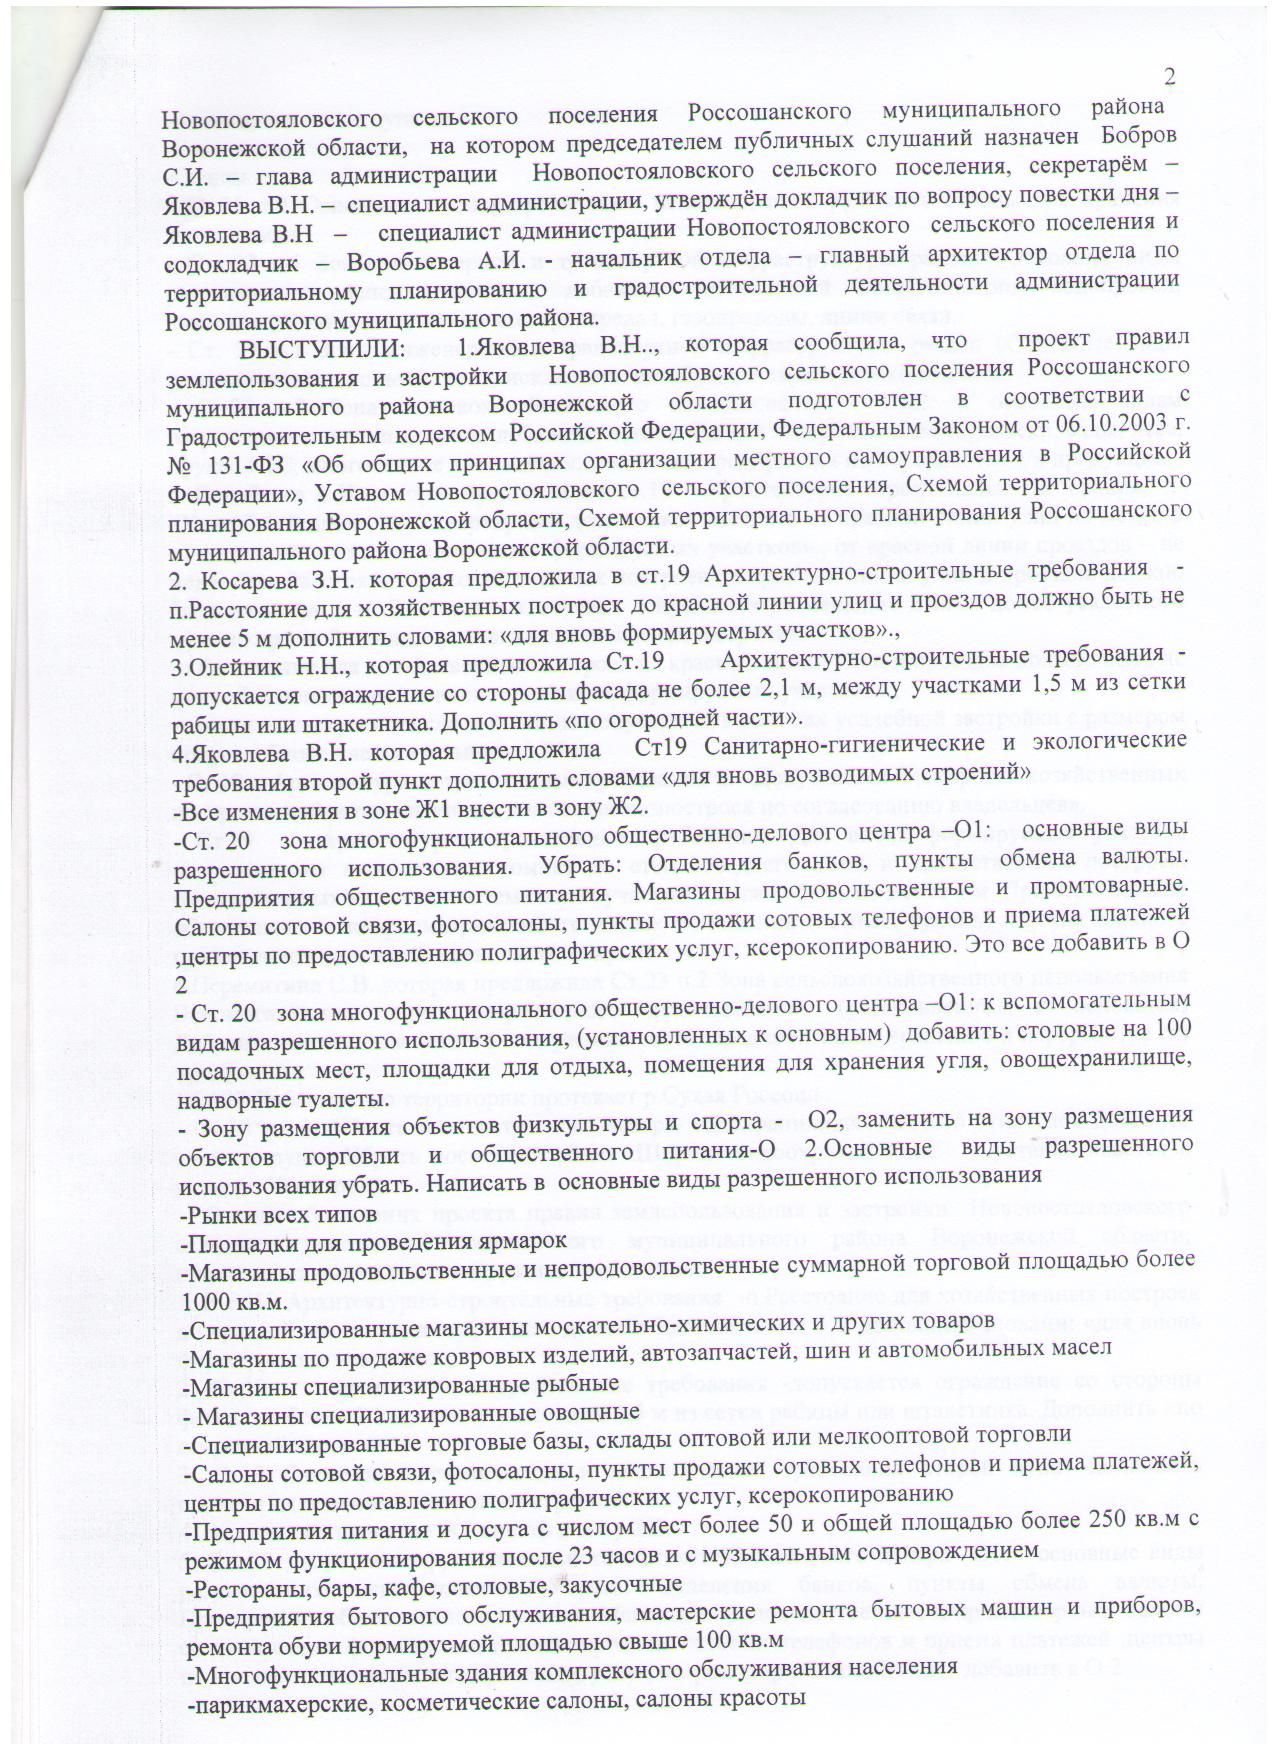 2
Новопостояловского сельского поселения Россошанского муниципального района
Воронежской области, на котором председателем публичных слушаний назначен Бобров
С.И. – глава администрации Новопостояловского сельского поселения, секретарём –
Яковлева В.Н. – специалист администрации, утверждён докладчик по вопросу повестки дня –
Яковлева В.Н – специалист администрации Новопостояловского сельского поселения и
содокладчик - Воробьева А.И. - начальник отдела – главный архитектор отдела по
территориальному планированию и градостроительной деятельности администрации
Россошанского муниципального района.
ВЫСТУПИЛИ: 1.Яковлева В.Н.., которая сообщила, что проект правил
землепользования и застройки Новопостояловского сельского поселения Россошанского
муниципального района Воронежской области подготовлен в соответствии с
Градостроительным кодексом Российской Федерации, Федеральным Законом от 06.10.2003 г.
№ 131-ФЗ «Об общих принципах организации местного самоуправления в Российской
Федерации», Уставом Новопостояловского сельского поселения, Схемой территориального
планирования Воронежской области, Схемой территориального планирования Россошанского
муниципального района Воронежской области.
2. Косарева З.Н. которая предложила в ст.19 Архитектурно-строительные требования -
п.Расстояние для хозяйственных построек до красной линии улиц и проездов должно быть не
менее 5 м дополнить словами: «для вновь формируемых участков».,
3.Олейник Н.Н., которая предложила Ст.19 Архитектурно-строительные требования -
допускается ограждение со стороны фасада не более 2,1 м, между участками 1,5 м из сетки
рабицы или штакетника. Дополнить «по огородней части».
4.Яковлева В.Н. которая предложила Ст19 Санитарно-гигиенические и экологические
требования второй пункт дополнить словами «для вновь возводимых строений»
-Все изменения в зоне Ж1 внести в зону Ж2.
-Ст. 20 зона многофункционального общественно-делового центра –О1: основные виды
разрешенного использования. Убрать: Отделения банков, пункты обмена валюты.
Предприятия общественного питания. Магазины продовольственные и промтоварные.
Салоны сотовой связи, фотосалоны, пункты продажи сотовых телефонов и приема платежей
,центры по предоставлению полиграфических услуг, ксерокопированию. Это все добавить в О
2
- Ст. 20 зона многофункционального общественно-делового центра –О1: к вспомогательным
видам разрешенного использования, (установленных к основным) добавить: столовые на 100
посадочных мест, площадки для отдыха, помещения для хранения угля, овощехранилище,
надворные туалеты.
- Зону размещения объектов физкультуры и спорта - О2, заменить на зону размещения
объектов торговли и общественного питания-О 2.Основные виды разрешенного
использования убрать. Написать в основные виды разрешенного использования
-Рынки всех типов
-Площадки для проведения ярмарок
-Магазины продовольственные и непродовольственные суммарной торговой площадью более
1000 кв.м.
-Специализированные магазины москательно-химических и других товаров
-Магазины по продаже ковровых изделий, автозапчастей, шин и автомобильных масел
-Магазины специализированные рыбные
- Магазины специализированные овощные
-Специализированные торговые базы, склады оптовой или мелкооптовой торговли
-Салоны сотовой связи, фотосалоны, пункты продажи сотовых телефонов и приема платежей,
центры по предоставлению полиграфических услуг, ксерокопированию
-Предприятия питания и досуга с числом мест более 50 и общей площадью более 250 кв.м с
режимом функционирования после 23 часов и с музыкальным сопровождением
-Рестораны, бары, кафе, столовые, закусочные
-Предприятия бытового обслуживания, мастерские ремонта бытовых машин и приборов,
ремонта обуви нормируемой площадью свыше 100 кв.м
-Многофункциональные здания комплексного обслуживания населения
-парикмахерские, косметические салоны, салоны красоты